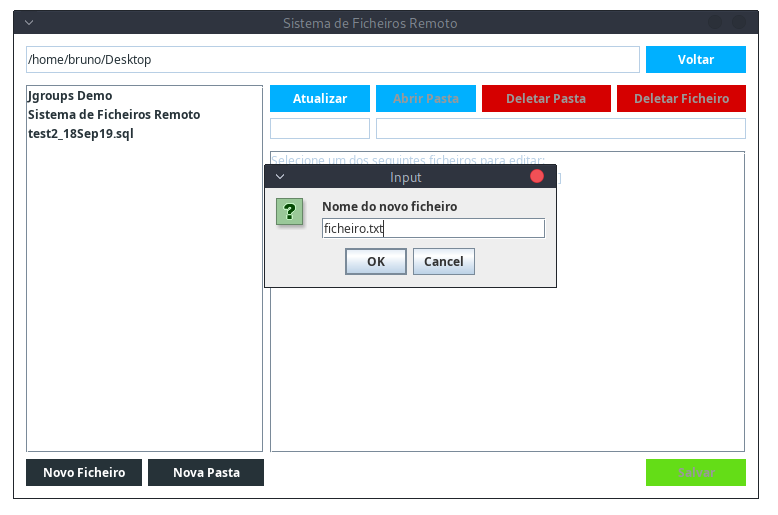 Sistema de Ficheiros Remoto
/home/bruno/Desktop
Voltar
Jgroups Demo
Sistema de Ficheiros Remoto
test2_18Sep19.sql
Atualizar
Abrir Pasta
Deletar Pasta
Deletar Ficheiro
Selecione um dos seguintes ficheiros para editar:
Input
?
Nome do novo ficheiro
ficheiro.txt
OK
Cancel
Novo Ficheiro
Nova Pasta
Salvar